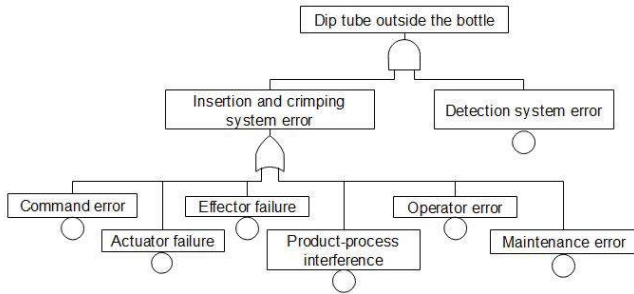 Dip tube outside the bottle
Insertion and crimping
system error
Detection system error
Command error
Effector failure
Operator error
Actuator failure
Product-process
interference
Maintenance error